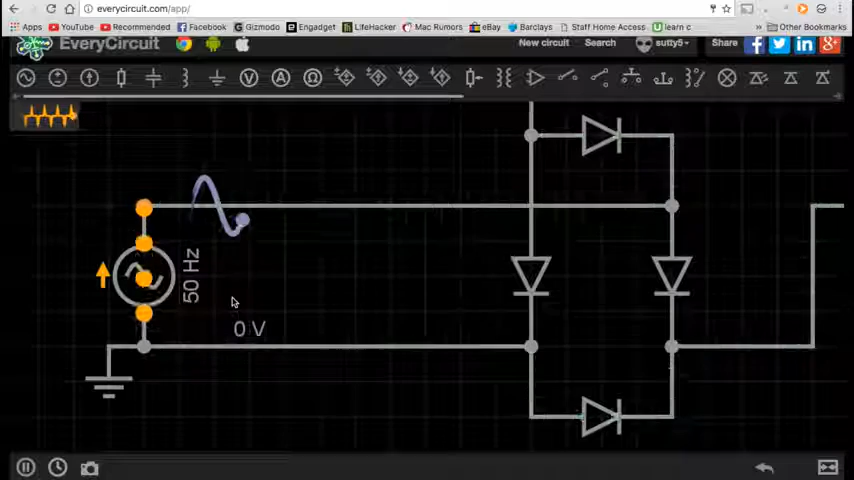 everycircuit.com/app/
Apps YouTube Recommended Facebook Gizmodo Engadget LifeHacker Mac Rumors eBay Barclays Staff Home Access learn c Other Bookmarks
EveryCircuit New circuit Search sutty5 Share
V A Ω
50 Hz
0 V